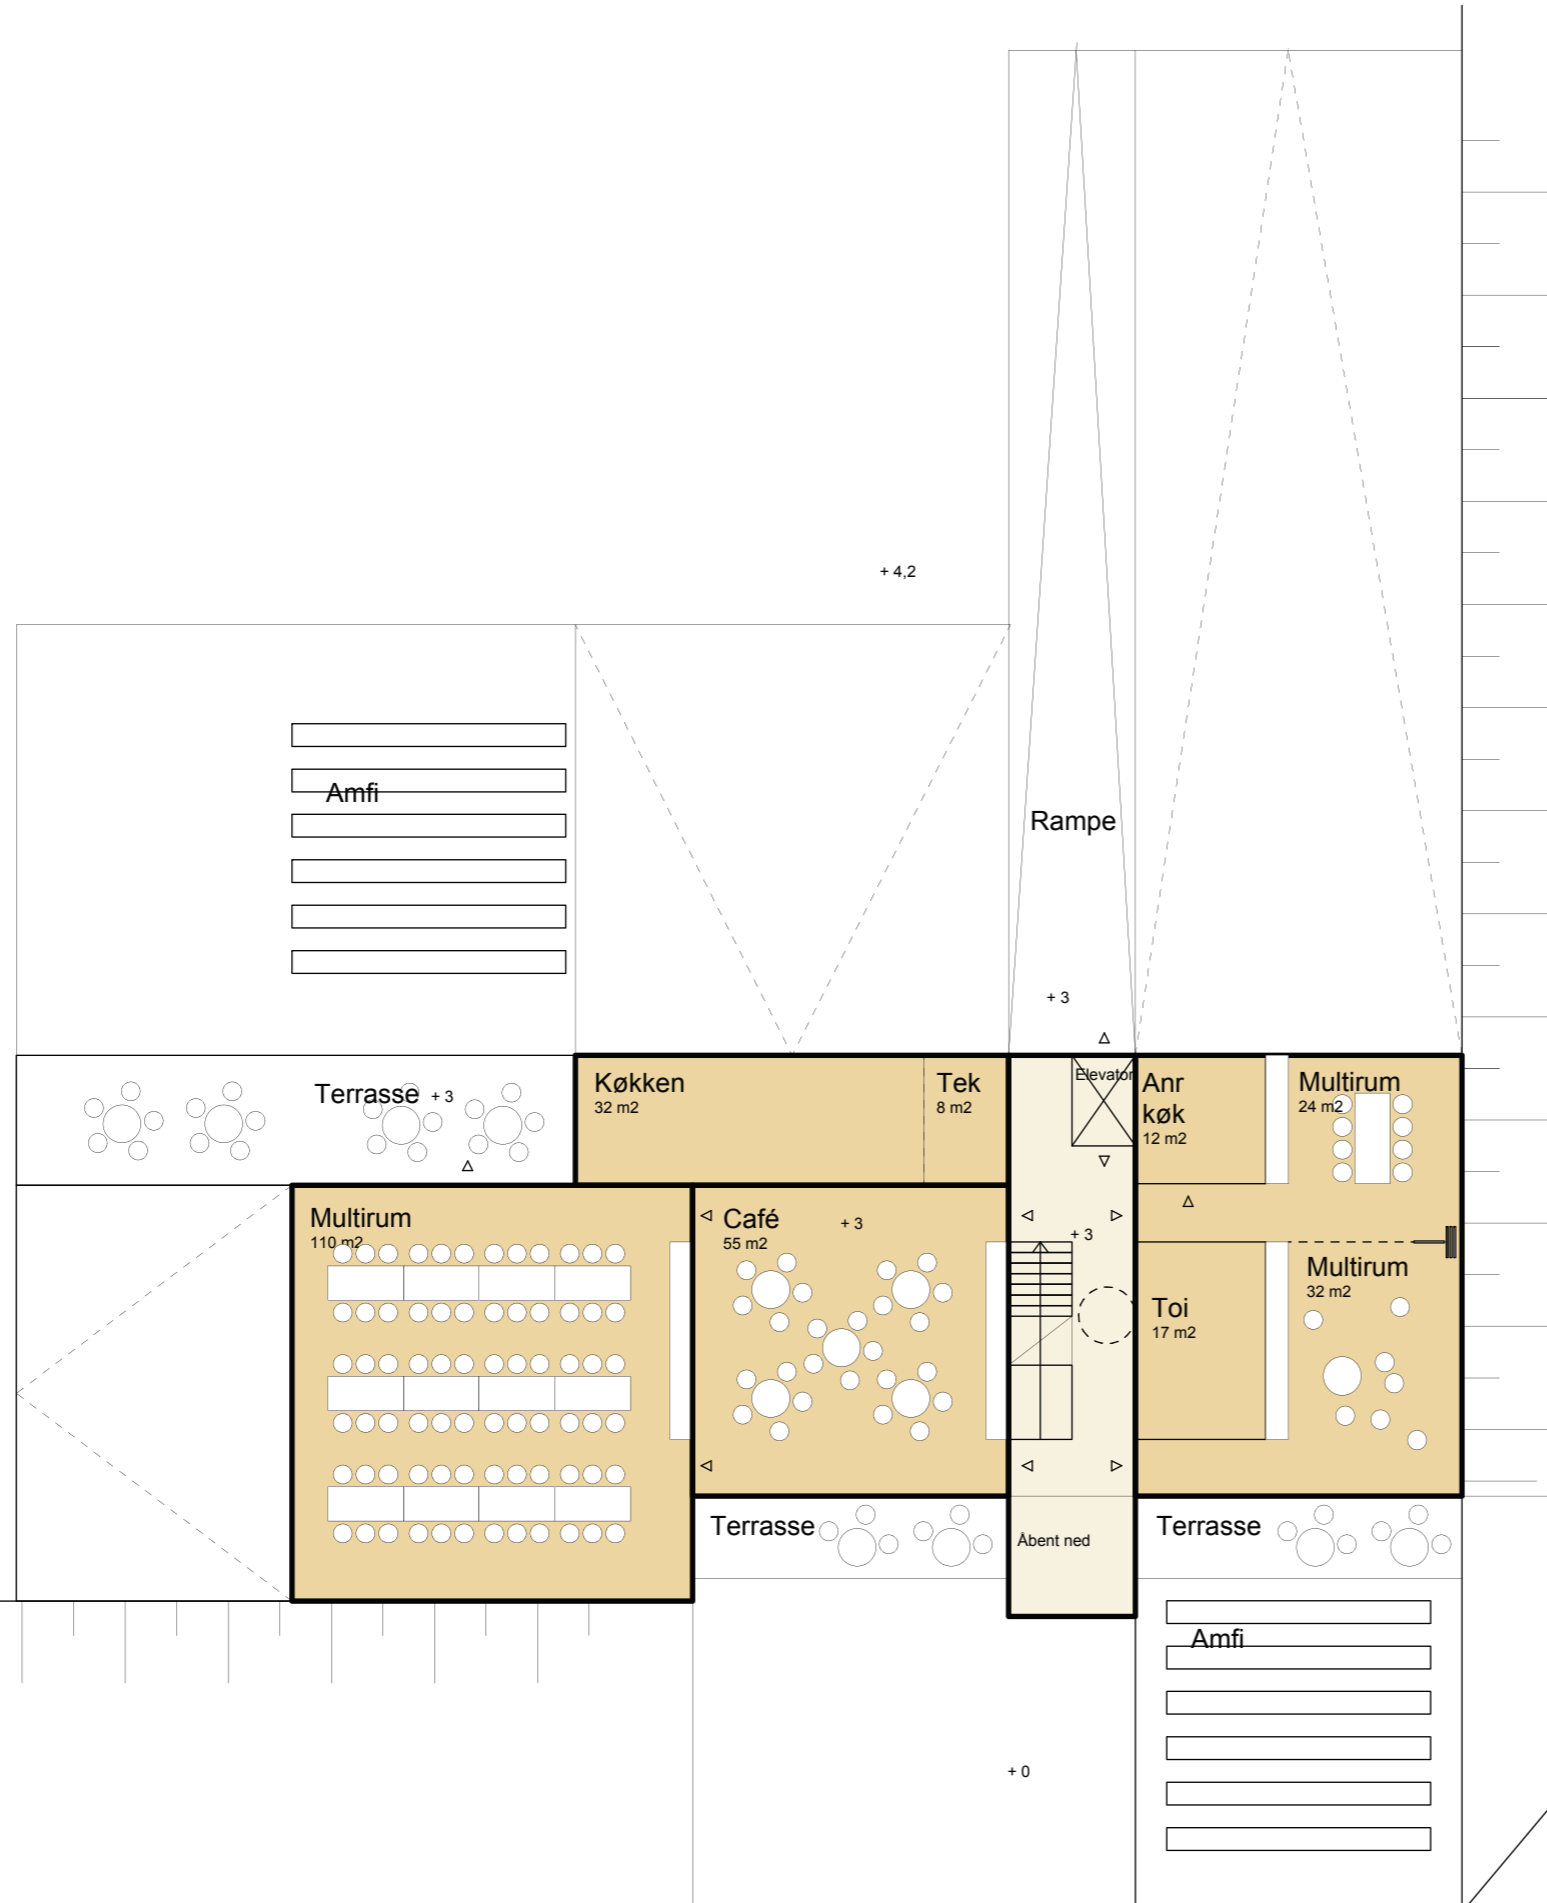 + 4,2
Amfi
Rampe
+ 3
Terrasse + 3
Køkken
32 m2
Tek
8 m2
Elevator
Anr
køk
12 m2
Multirum
24 m2
Multirum
110 m2
Café
55 m2
+ 3
+ 3
Toi
17 m2
Multirum
32 m2
Terrasse
Åbent ned
Terrasse
Amfi
+ 0